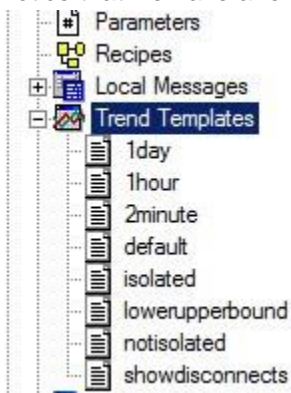 Parameters
Recipes
Local Messages
Trend Templates
1day
1hour
2minute
default
isolated
lowerupperbound
notisolated
showdisconnects